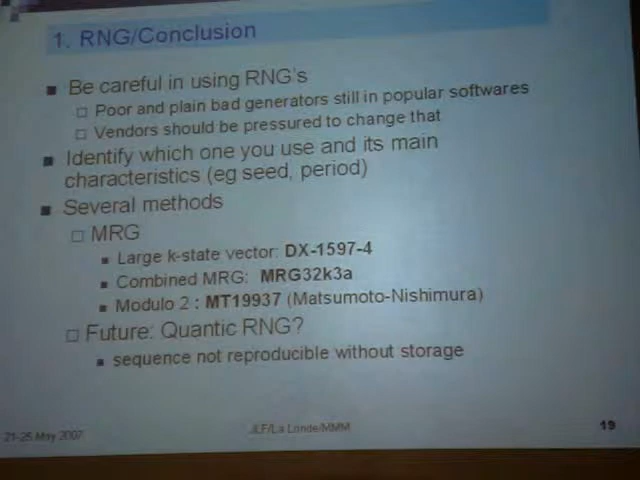 1. RNG/Conclusion
Be careful in using RNG's
Poor and plain bad generators still in popular softwares
Vendors should be pressured to change that
Identify which one you use and its main
characteristics (eg seed, period)
Several methods
MRG
Large k-state vector: DX-1597-4
Combined MRG: MRG32k3a
Modulo 2 : MT19937 (Matsumoto-Nishimura)
Future: Quantic RNG?
sequence not reproducible without storage
21-25 May 2007
JLF/La Londe/MMM
19